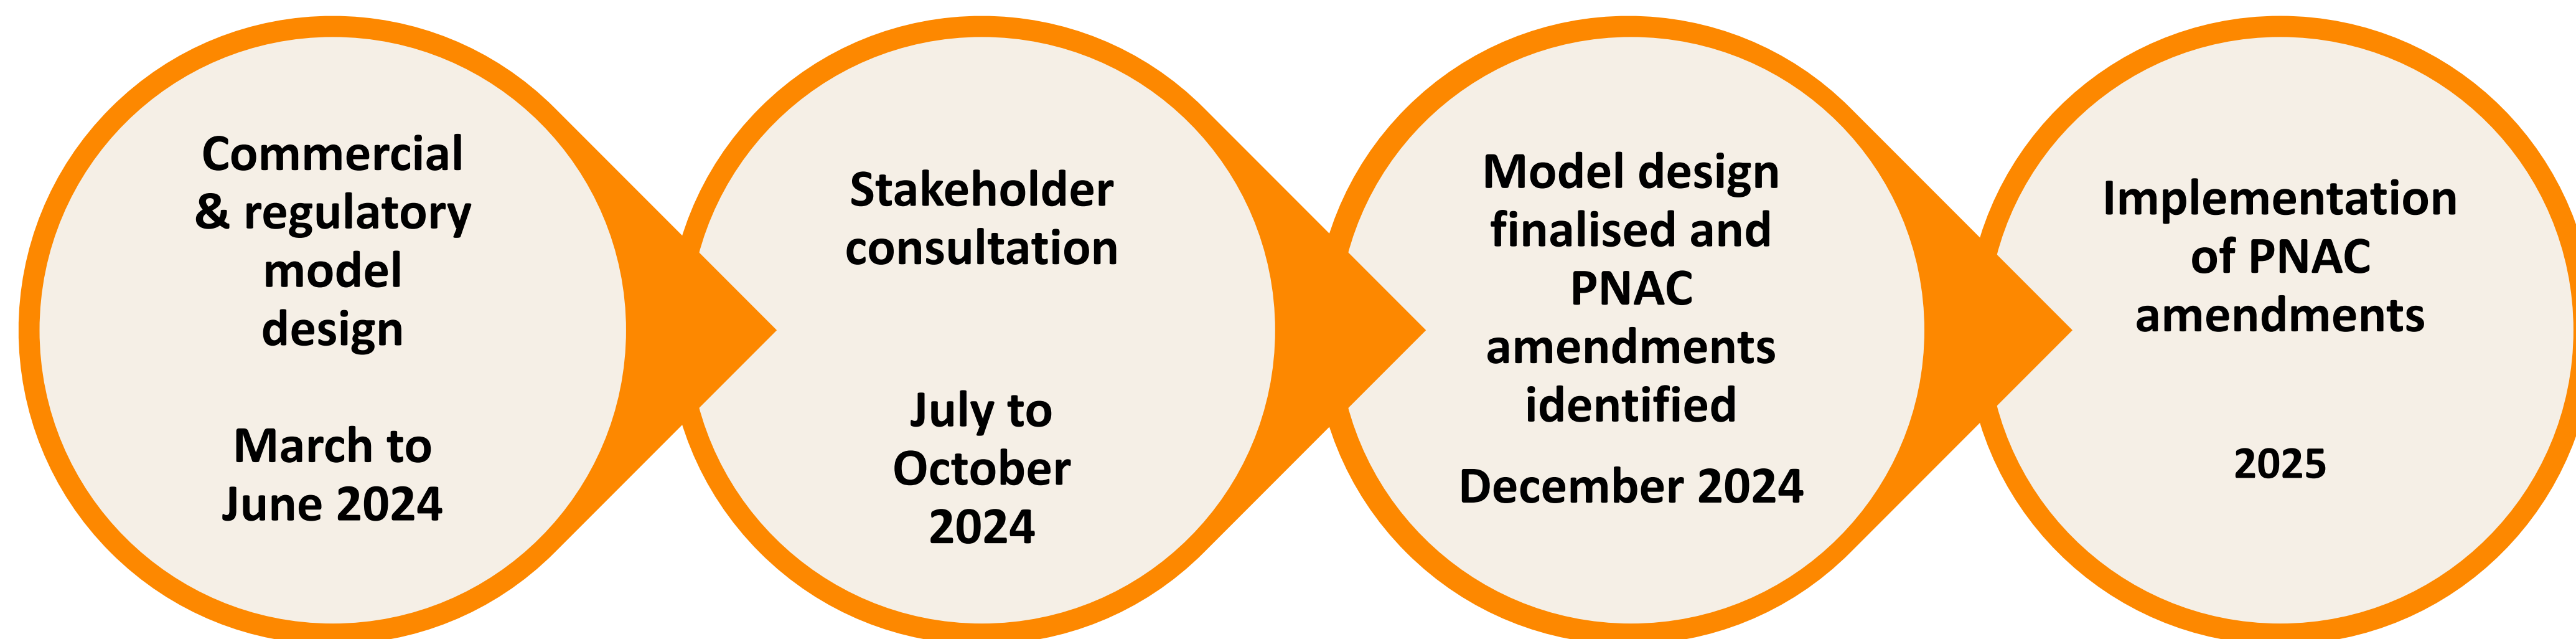 Commercial
& regulatory
model
design
March to
June 2024
Stakeholder
consultation
July to
October
2024
Model design
finalised and
PNAC
amendments
identified
December 2024
Implementation
of PNAC
amendments
2025